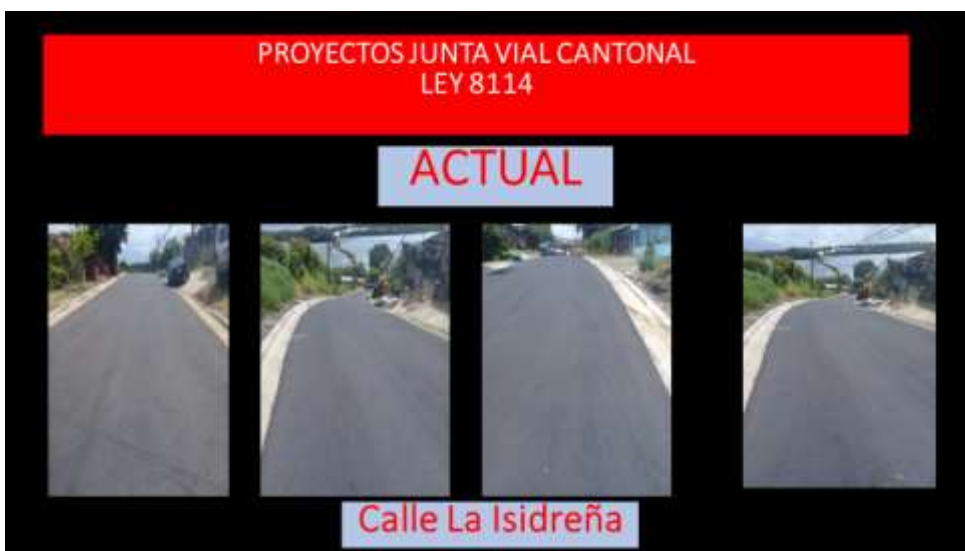 PROYECTOS JUNTA VIAL CANTONAL
LEY 8114
ACTUAL
Calle La Isidreña